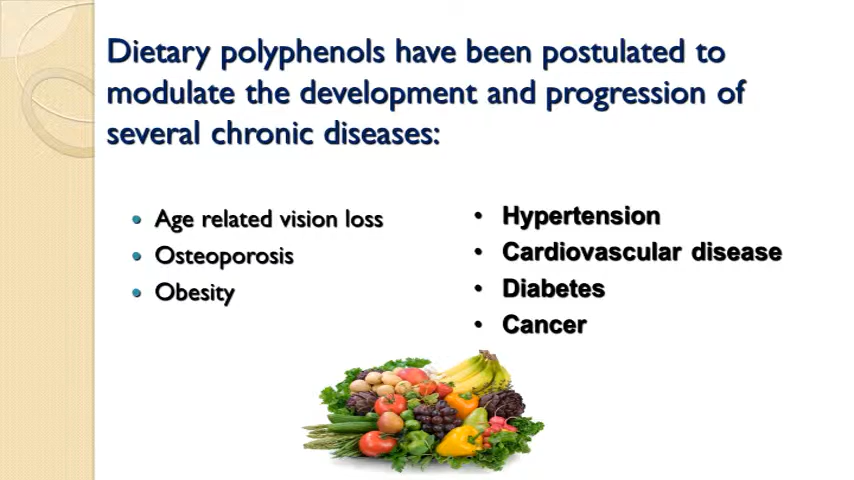 Dietary polyphenols have been postulated to
modulate the development and progression of
several chronic diseases:
• Age related vision loss
• Osteoporosis
• Obesity
• Hypertension
• Cardiovascular disease
• Diabetes
• Cancer